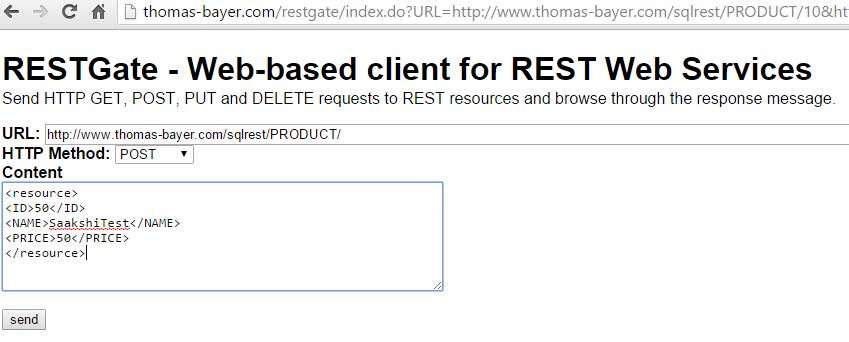 thomas-bayer.com/restgate/index.do?URL=http://www.thomas-bayer.com/sqlrest/PRODUCT/10&ht
RESTGate - Web-based client for REST Web Services
Send HTTP GET, POST, PUT and DELETE requests to REST resources and browse through the response message.
URL: http://www.thomas-bayer.com/sqlrest/PRODUCT/
HTTP Method: POST
Content
<resource>
<ID>50</ID>
<NAME>SaakshiTest</NAME>
<PRICE>50</PRICE>
</resource>
send